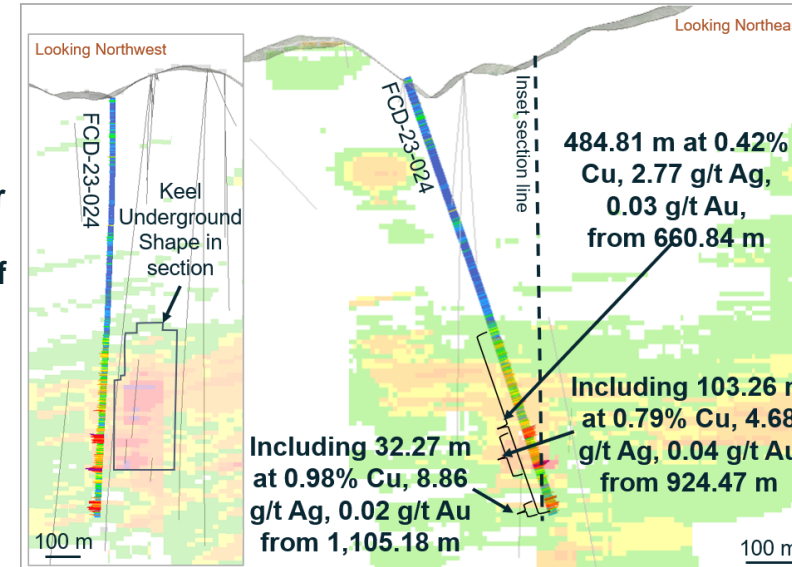 Looking Northwest
FCD-23-024
Keel
Underground
Shape in
section
100 m
r
f
Looking Northea
FCD-23-024
Inset section line
484.81 m at 0.42%
Cu, 2.77 g/t Ag,
0.03 g/t Au,
from 660.84 m
Including 103.26 m
at 0.79% Cu, 4.68
g/t Ag, 0.04 g/t Au
from 924.47 m
Including 32.27 m
at 0.98% Cu, 8.86
g/t Ag, 0.02 g/t Au
from 1,105.18 m
100 m